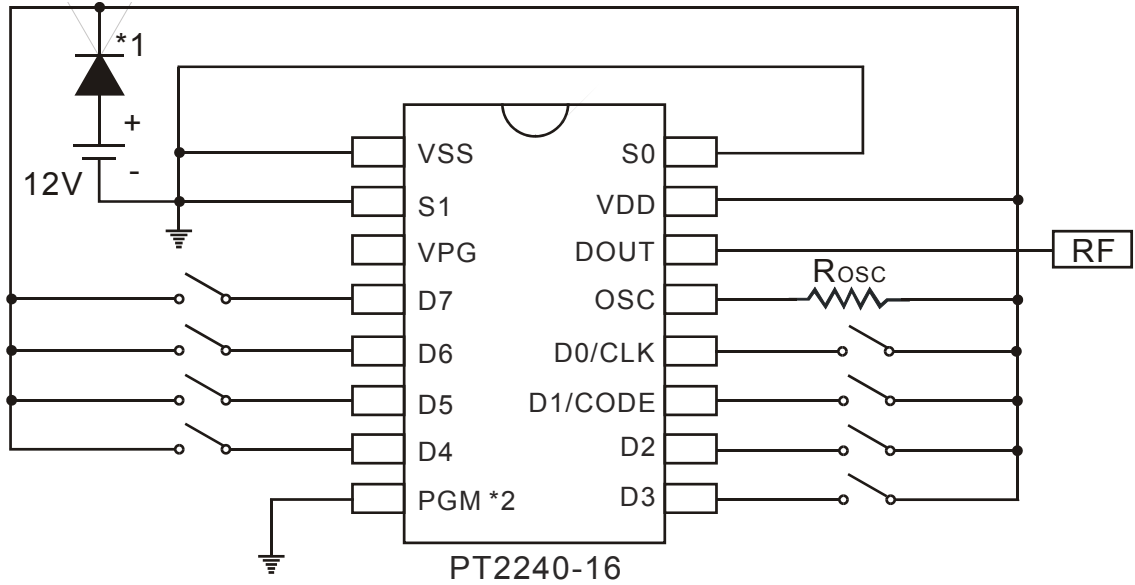 *1
+
-
12V
VSS
S0
S1
VDD
VPG
DOUT
RF
D7
OSC
ROSC
D6
D0/CLK
D5
D1/CODE
D4
D2
PGM *2
D3
PT2240-16